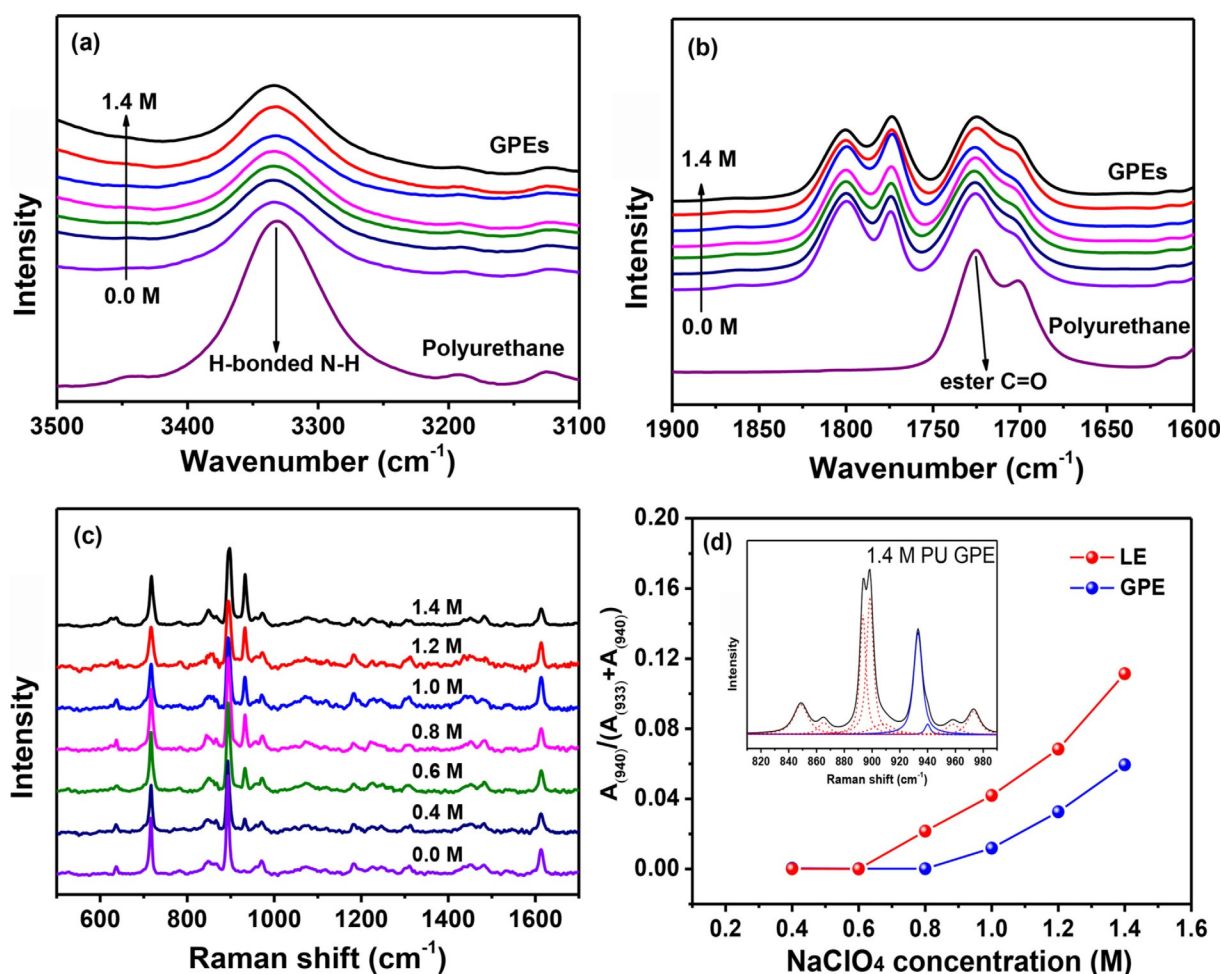 (a)
1.4 M
GPEs
0.0 M
H-bonded N-H
Polyurethane
Intensity
3500 3400 3300 3200 3100
Wavenumber (cm⁻¹)
(b)
1.4 M
GPEs
0.0 M
Polyurethane
ester C=O
Intensity
1900 1850 1800 1750 1700 1650 1600
Wavenumber (cm⁻¹)
(c)
1.4 M
1.2 M
1.0 M
0.8 M
0.6 M
0.4 M
0.0 M
Intensity
600 800 1000 1200 1400 1600
Raman shift (cm⁻¹)
(d)
0.20
0.16
0.12
0.08
0.04
0.00
A(940)/(A(933)+A(940))
1.4 M PU GPE
Intensity
820 840 860 880 900 920 940 960 980
Raman shift (cm⁻¹)
LE
GPE
0.2 0.4 0.6 0.8 1.0 1.2 1.4 1.6
NaClO₄ concentration (M)